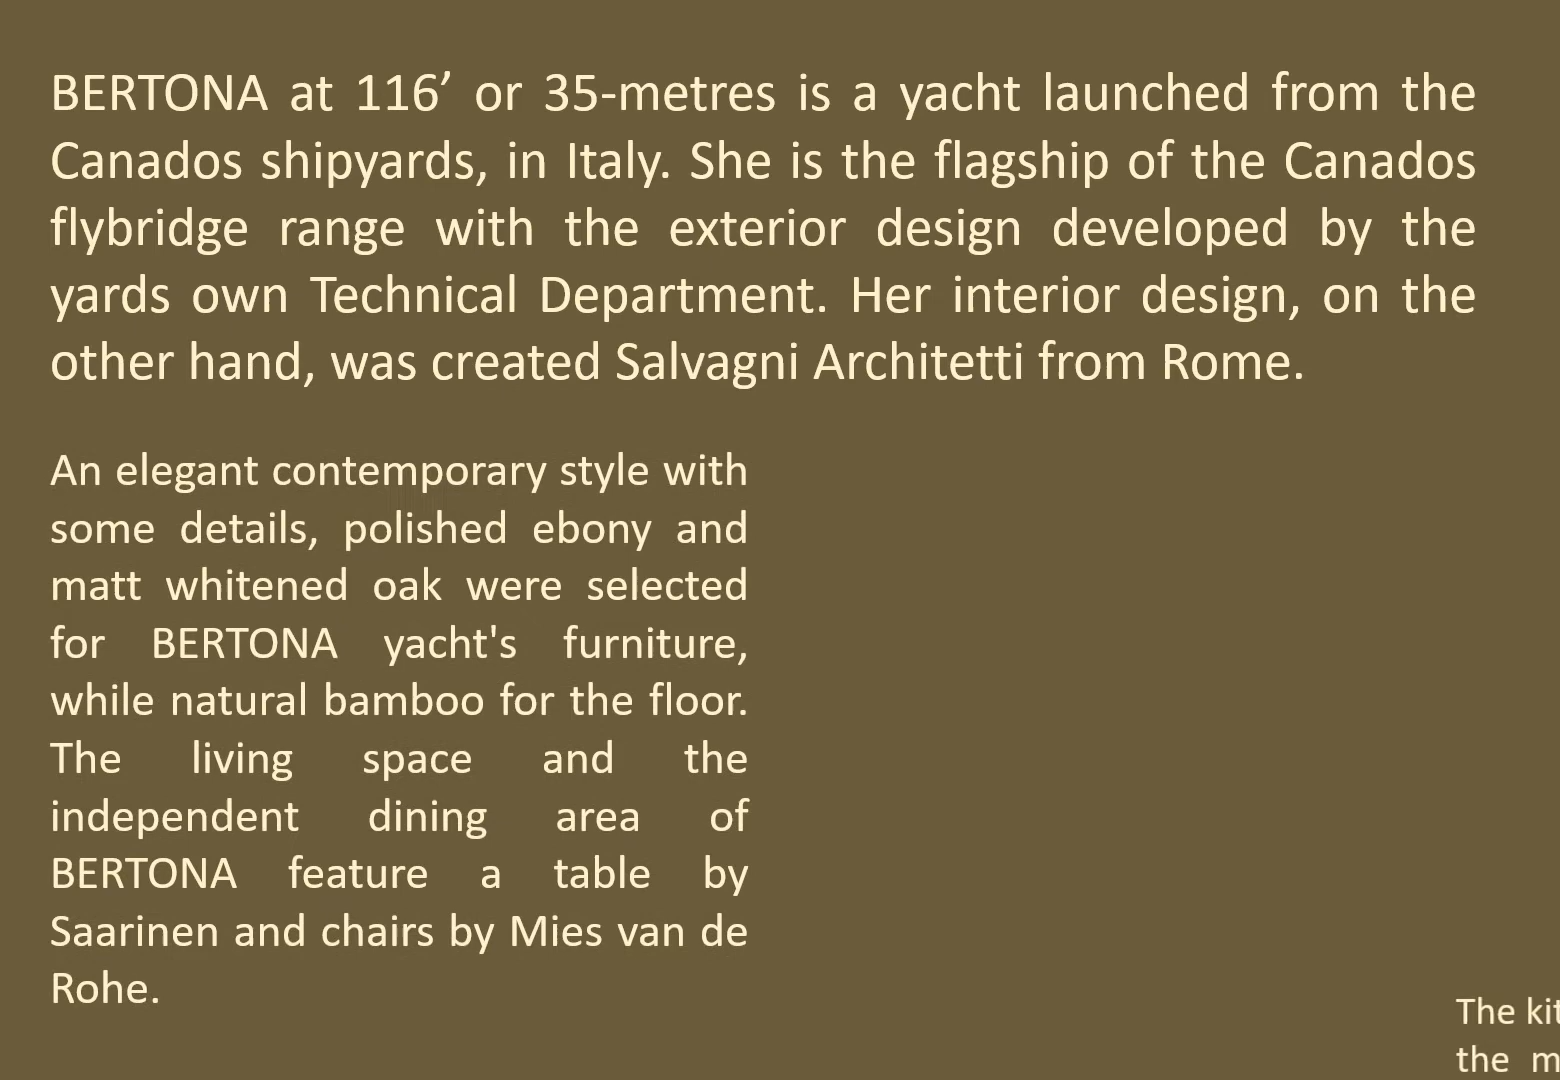 BERTONA at 116’ or 35-metres is a yacht launched from the
Canados shipyards, in Italy. She is the flagship of the Canados
flybridge range with the exterior design developed by the
yards own Technical Department. Her interior design, on the
other hand, was created Salvagni Architetti from Rome.
An elegant contemporary style with
some details, polished ebony and
matt whitened oak were selected
for BERTONA yacht's furniture,
while natural bamboo for the floor.
The living space and the
independent dining area of
BERTONA feature a table by
Saarinen and chairs by Mies van de
Rohe.
The
the